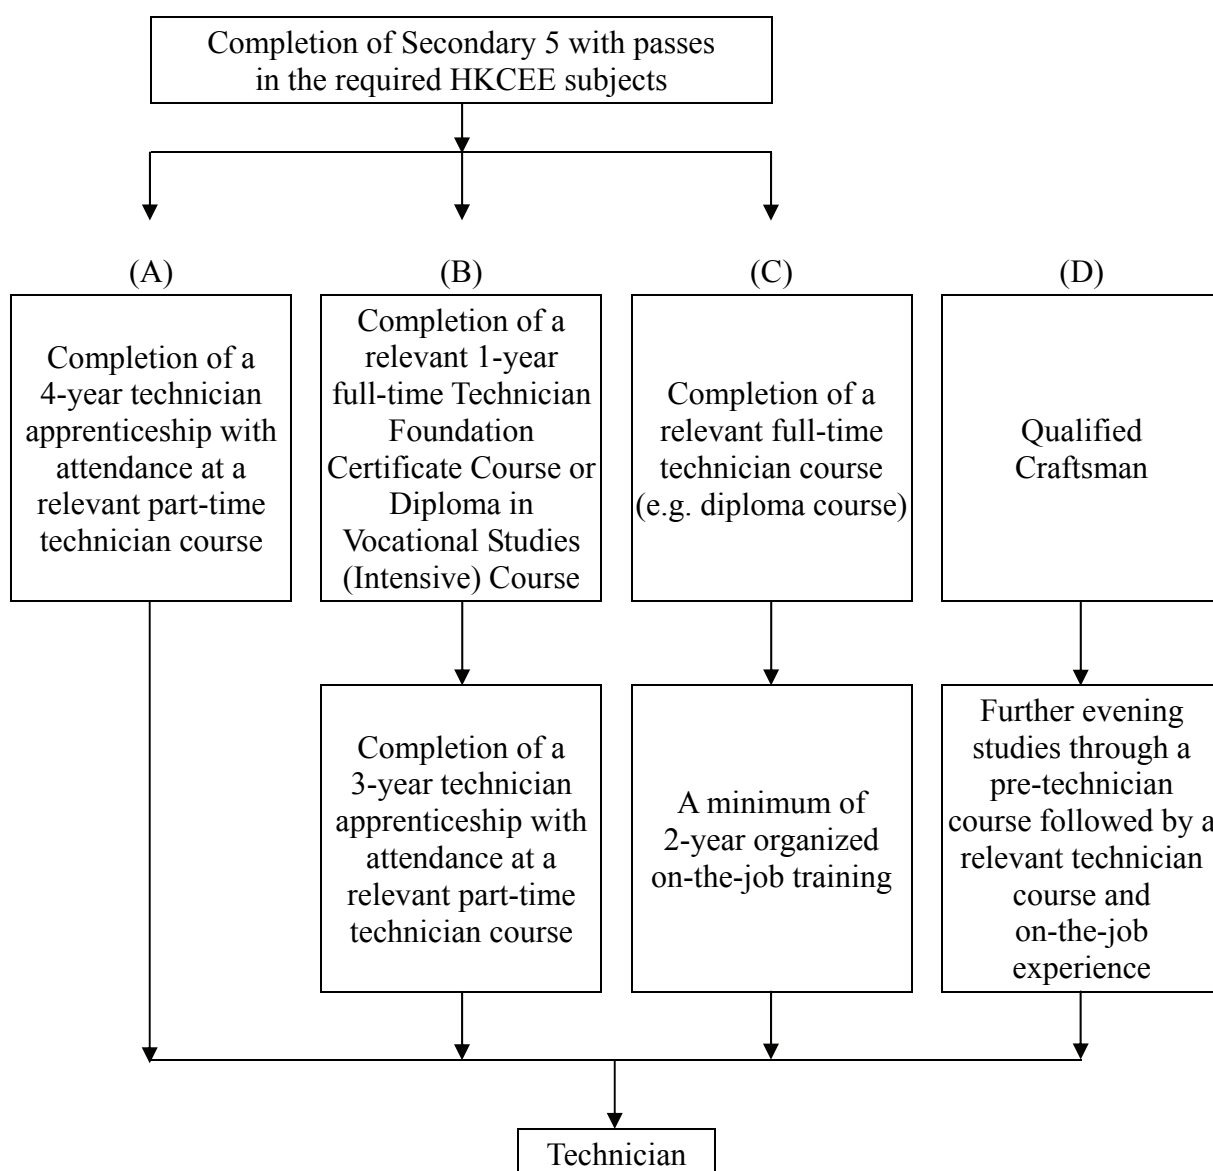 Completion of Secondary 5 with passes
in the required HKCEE subjects
(A)
(B)
(C)
(D)
Completion of a
4-year technician
apprenticeship with
attendance at a
relevant part-time
technician course
Completion of a
relevant 1-year
full-time Technician
Foundation
Certificate Course or
Diploma in
Vocational Studies
(Intensive) Course
Completion of a
relevant full-time
technician course
(e.g. diploma course)
Qualified
Craftsman
Completion of a
3-year technician
apprenticeship with
attendance at a
relevant part-time
technician course
A minimum of
2-year organized
on-the-job training
Further evening
studies through a
pre-technician
course followed by a
relevant technician
course and
on-the-job
experience
Technician